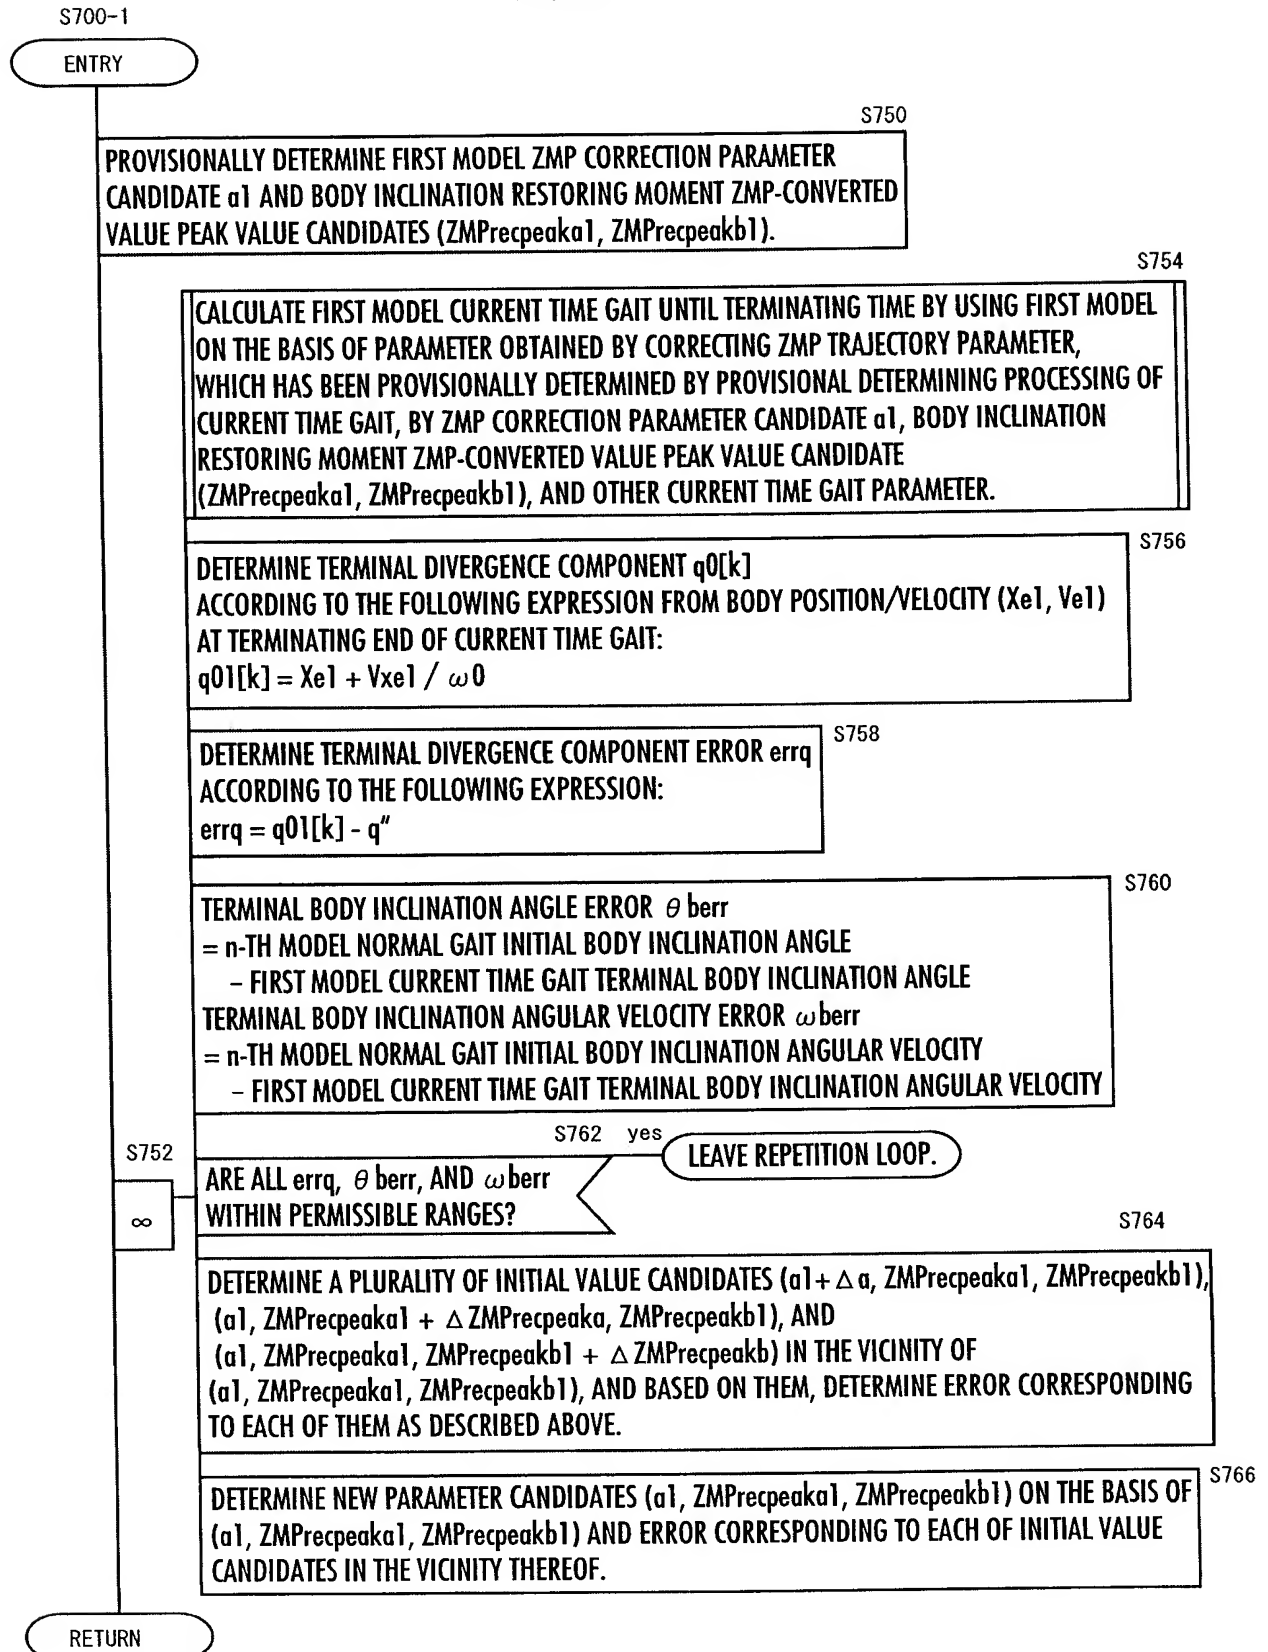 S700-1
ENTRY
S750
PROVISIONALLY DETERMINE FIRST MODEL ZMP CORRECTION PARAMETER
CANDIDATE a1 AND BODY INCLINATION RESTORING MOMENT ZMP-CONVERTED
VALUE PEAK VALUE CANDIDATES (ZMPrecpeaka1, ZMPrecpeakb1).
S754
CALCULATE FIRST MODEL CURRENT TIME GAIT UNTIL TERMINATING TIME BY USING FIRST MODEL
ON THE BASIS OF PARAMETER OBTAINED BY CORRECTING ZMP TRAJECTORY PARAMETER,
WHICH HAS BEEN PROVISIONALLY DETERMINED BY PROVISIONAL DETERMINING PROCESSING OF
CURRENT TIME GAIT, BY ZMP CORRECTION PARAMETER CANDIDATE a1, BODY INCLINATION
RESTORING MOMENT ZMP-CONVERTED VALUE PEAK VALUE CANDIDATE
(ZMPrecpeaka1, ZMPrecpeakb1), AND OTHER CURRENT TIME GAIT PARAMETER.
S756
DETERMINE TERMINAL DIVERGENCE COMPONENT q0[k]
ACCORDING TO THE FOLLOWING EXPRESSION FROM BODY POSITION/VELOCITY (Xe1, Ve1)
AT TERMINATING END OF CURRENT TIME GAIT:
q01[k] = Xe1 + Vxe1 / ω0
S758
DETERMINE TERMINAL DIVERGENCE COMPONENT ERROR errq
ACCORDING TO THE FOLLOWING EXPRESSION:
errq = q01[k] - q"
S760
TERMINAL BODY INCLINATION ANGLE ERROR θberr
= n-TH MODEL NORMAL GAIT INITIAL BODY INCLINATION ANGLE
– FIRST MODEL CURRENT TIME GAIT TERMINAL BODY INCLINATION ANGLE
TERMINAL BODY INCLINATION ANGULAR VELOCITY ERROR ωberr
= n-TH MODEL NORMAL GAIT INITIAL BODY INCLINATION ANGULAR VELOCITY
– FIRST MODEL CURRENT TIME GAIT TERMINAL BODY INCLINATION ANGULAR VELOCITY
S752
∞
S762 yes
LEAVE REPETITION LOOP.
ARE ALL errq, θberr, AND ωberr
WITHIN PERMISSIBLE RANGES?
S764
DETERMINE A PLURALITY OF INITIAL VALUE CANDIDATES (a1+Δa, ZMPrecpeaka1, ZMPrecpeakb1),
(a1, ZMPrecpeaka1 + ΔZMPrecpeaka, ZMPrecpeakb1), AND
(a1, ZMPrecpeaka1, ZMPrecpeakb1 + ΔZMPrecpeakb) IN THE VICINITY OF
(a1, ZMPrecpeaka1, ZMPrecpeakb1), AND BASED ON THEM, DETERMINE ERROR CORRESPONDING
TO EACH OF THEM AS DESCRIBED ABOVE.
S766
DETERMINE NEW PARAMETER CANDIDATES (a1, ZMPrecpeaka1, ZMPrecpeakb1) ON THE BASIS OF
(a1, ZMPrecpeaka1, ZMPrecpeakb1) AND ERROR CORRESPONDING TO EACH OF INITIAL VALUE
CANDIDATES IN THE VICINITY THEREOF.
RETURN